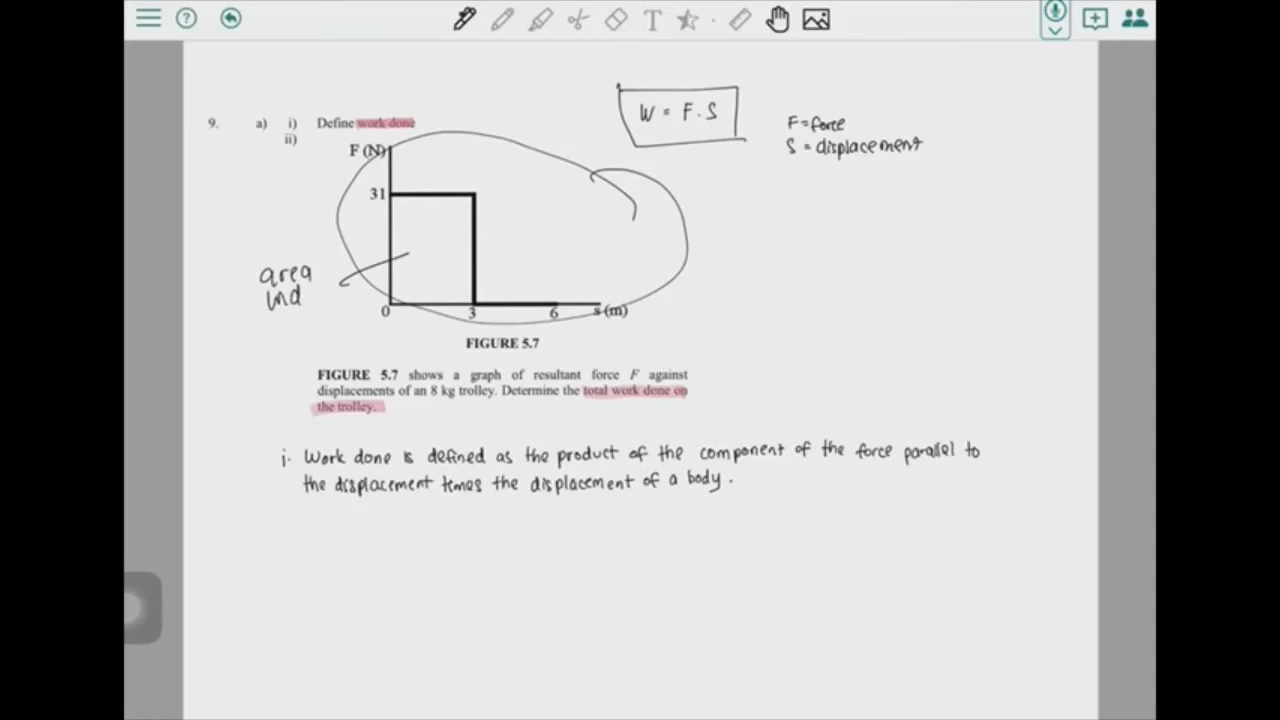 W = F . S
9. a) i) Define work done
F = force
S = displacement
ii)
F (N)
31
area
und
0 3 6 s (m)
FIGURE 5.7
FIGURE 5.7 shows a graph of resultant force F against
displacements of an 8 kg trolley. Determine the total work done on
the trolley.
i. Work done is defined as the product of the component of the force parallel to
the displacement times the displacement of a body.